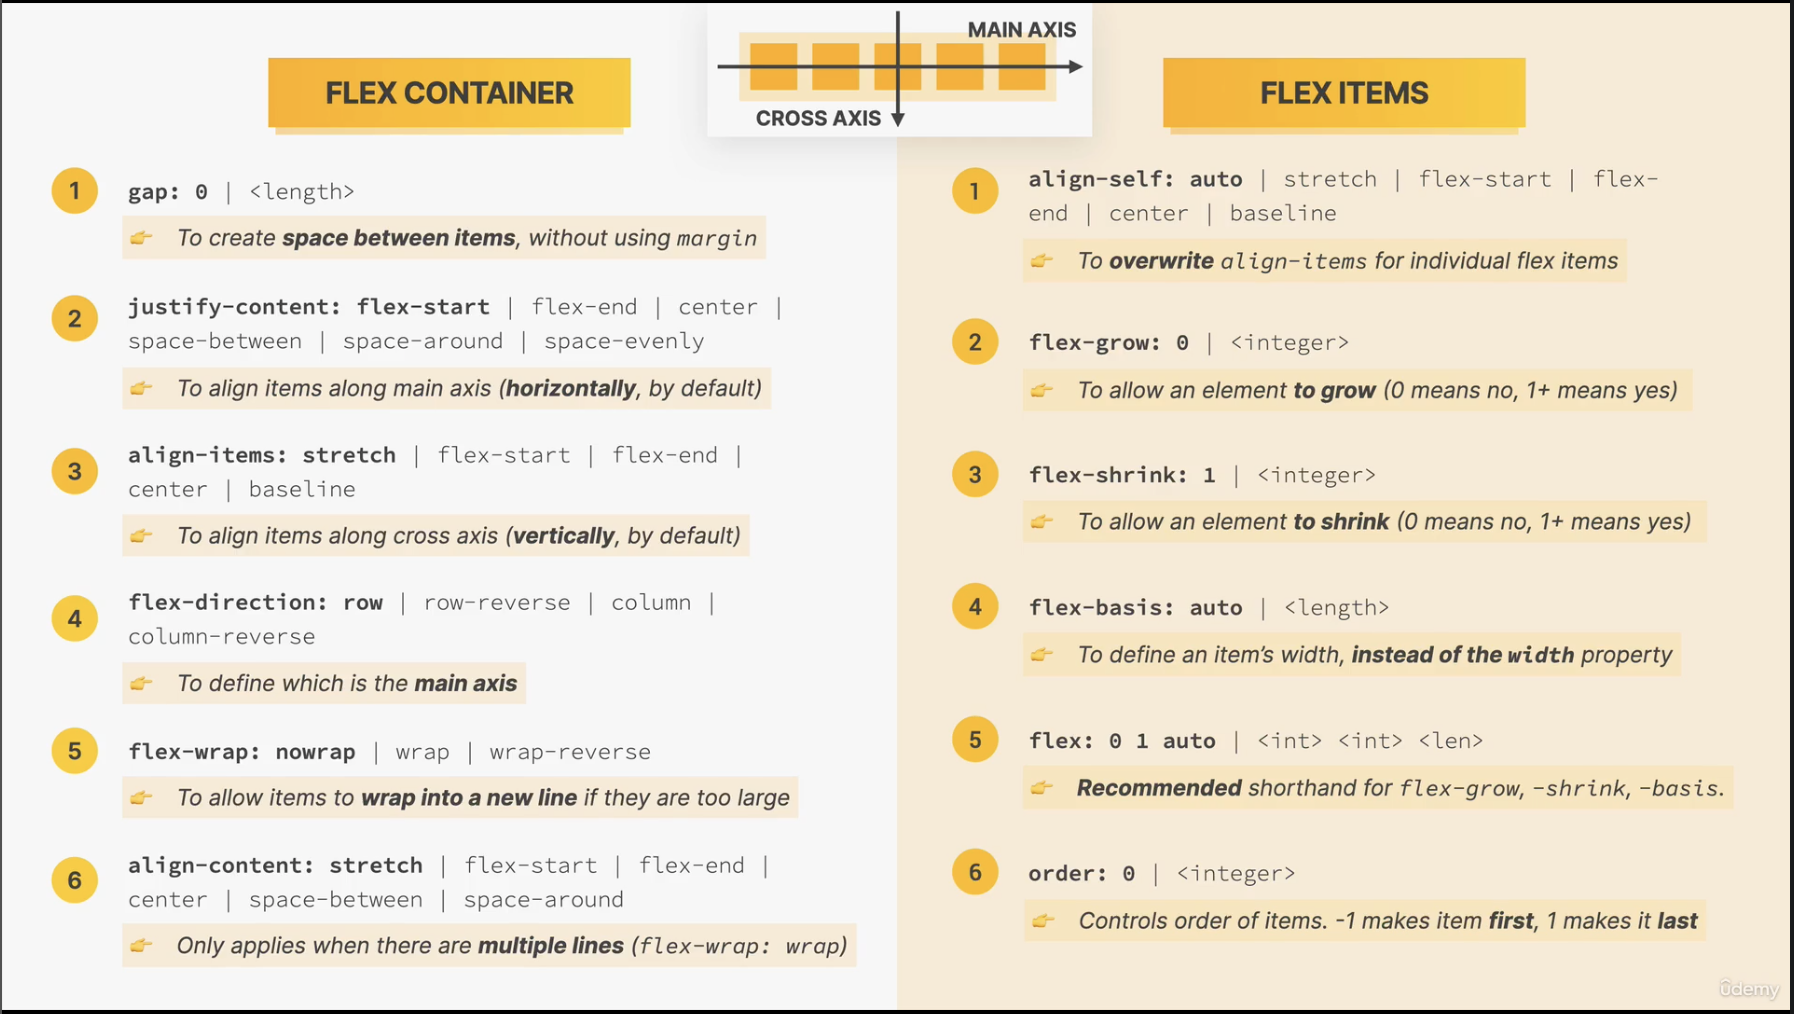 MAIN AXIS
CROSS AXIS
FLEX CONTAINER
1
gap: 0 | <length>
To create space between items, without using margin
2
justify-content: flex-start | flex-end | center |
space-between | space-around | space-evenly
To align items along main axis (horizontally, by default)
3
align-items: stretch | flex-start | flex-end |
center | baseline
To align items along cross axis (vertically, by default)
4
flex-direction: row | row-reverse | column |
column-reverse
To define which is the main axis
5
flex-wrap: nowrap | wrap | wrap-reverse
To allow items to wrap into a new line if they are too large
6
align-content: stretch | flex-start | flex-end |
center | space-between | space-around
Only applies when there are multiple lines (flex-wrap: wrap)
FLEX ITEMS
1
align-self: auto | stretch | flex-start | flex-
end | center | baseline
To overwrite align-items for individual flex items
2
flex-grow: 0 | <integer>
To allow an element to grow (0 means no, 1+ means yes)
3
flex-shrink: 1 | <integer>
To allow an element to shrink (0 means no, 1+ means yes)
4
flex-basis: auto | <length>
To define an item’s width, instead of the width property
5
flex: 0 1 auto | <int> <int> <len>
Recommended shorthand for flex-grow, -shrink, -basis.
6
order: 0 | <integer>
Controls order of items. -1 makes item first, 1 makes it last
ûdemy